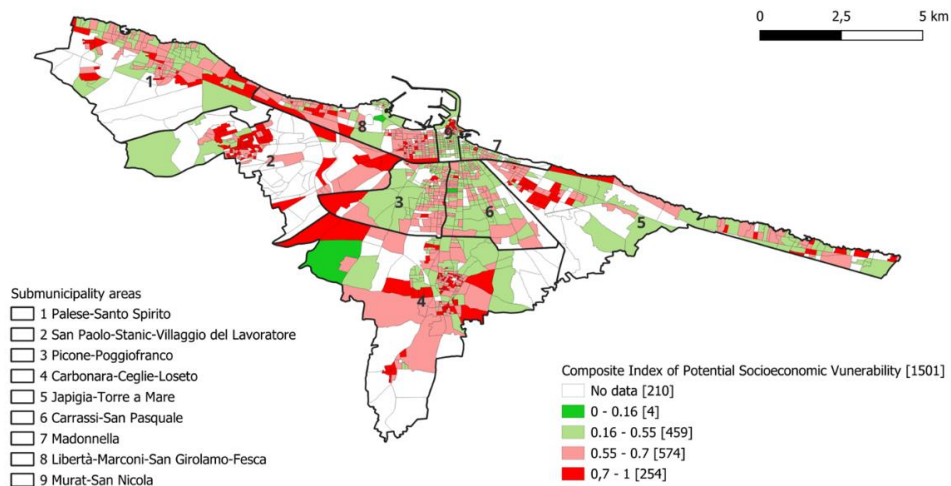 0 2,5 5 km
3
1
8
9
7
2
3
6
5
4
Submunicipality areas
1 Palese-Santo Spirito
2 San Paolo-Stanic-Villaggio del Lavoratore
3 Picone-Poggiofranco
4 Carbonara-Ceglie-Loseto
5 Japigia-Torre a Mare
6 Carrassi-San Pasquale
7 Madonnella
8 Libertà-Marconi-San Girolamo-Fesca
9 Murat-San Nicola
Composite Index of Potential Socioeconomic Vunerability [1501]
No data [210]
0 - 0.16 [4]
0.16 - 0.55 [459]
0.55 - 0.7 [574]
0,7 - 1 [254]